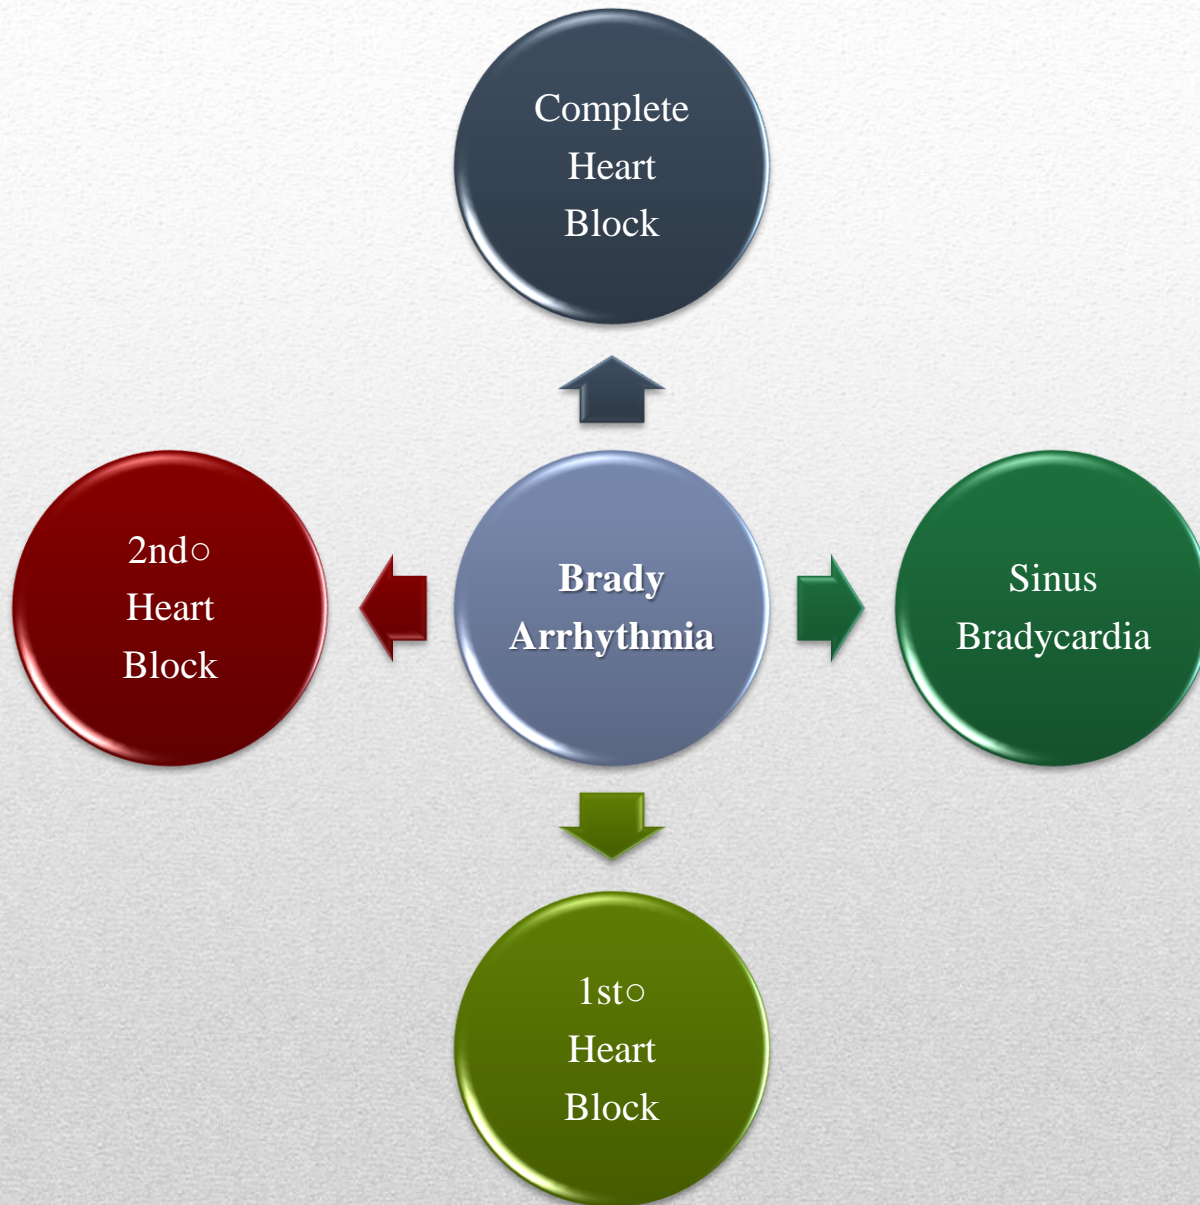 Complete
Heart
Block
2nd○
Heart
Block
Brady
Arrhythmia
Sinus
Bradycardia
1st○
Heart
Block